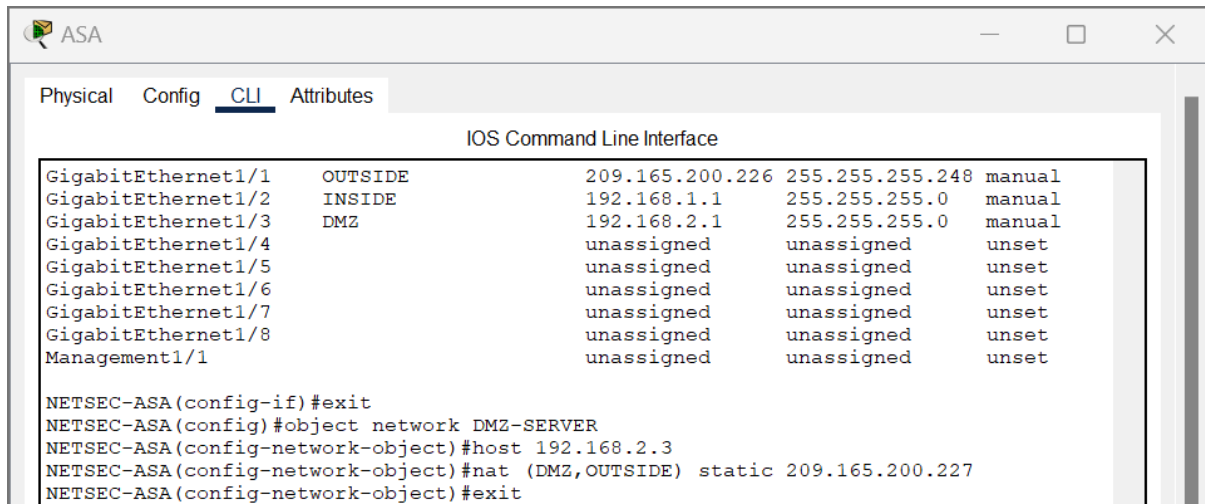 ASA
Physical Config CLI Attributes
IOS Command Line Interface
GigabitEthernet1/1 OUTSIDE 209.165.200.226 255.255.255.248 manual
GigabitEthernet1/2 INSIDE 192.168.1.1 255.255.255.0 manual
GigabitEthernet1/3 DMZ 192.168.2.1 255.255.255.0 manual
GigabitEthernet1/4 unassigned unassigned unset
GigabitEthernet1/5 unassigned unassigned unset
GigabitEthernet1/6 unassigned unassigned unset
GigabitEthernet1/7 unassigned unassigned unset
GigabitEthernet1/8 unassigned unassigned unset
Management1/1 unassigned unassigned unset
NETSEC-ASA(config-if)#exit
NETSEC-ASA(config)#object network DMZ-SERVER
NETSEC-ASA(config-network-object)#host 192.168.2.3
NETSEC-ASA(config-network-object)#nat (DMZ,OUTSIDE) static 209.165.200.227
NETSEC-ASA(config-network-object)#exit